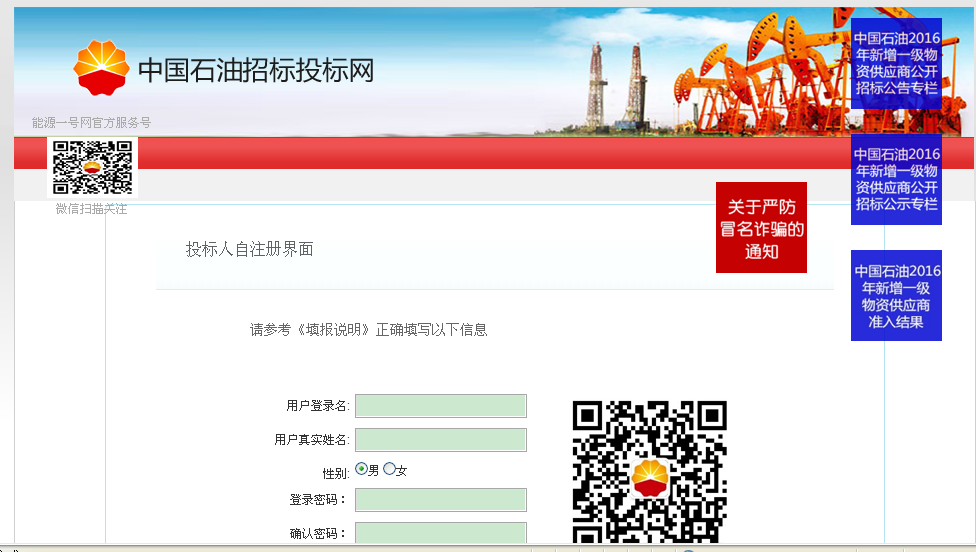 中国石油招标投标网
能源一号网官方服务号
微信扫描关注
中国石油2016
年新增一级物
资供应商公开
招标公告专栏
中国石油2016
年新增一级物
资供应商公开
招标公示专栏
关于严防
冒名诈骗的
通知
中国石油2016
年新增一级
物资供应商
准入结果
投标人自注册界面
请参考《填报说明》正确填写以下信息
用户登录名:
用户真实姓名:
性别: 男 女
登录密码：
确认密码：